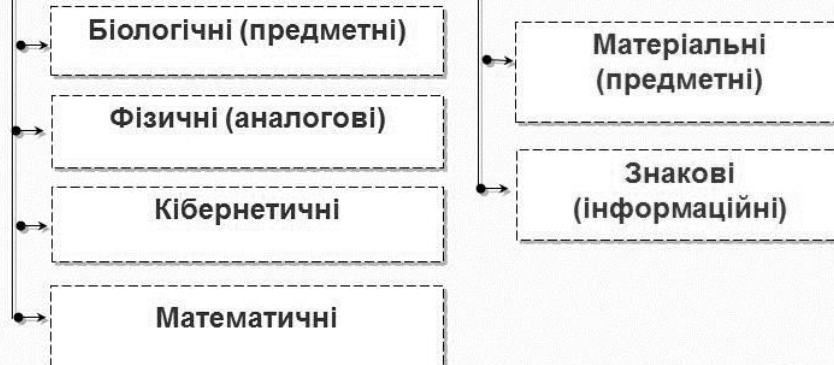 Біологічні (предметні)
Фізичні (аналогові)
Кібернетичні
Математичні
Матеріальні
(предметні)
Знакові
(інформаційні)